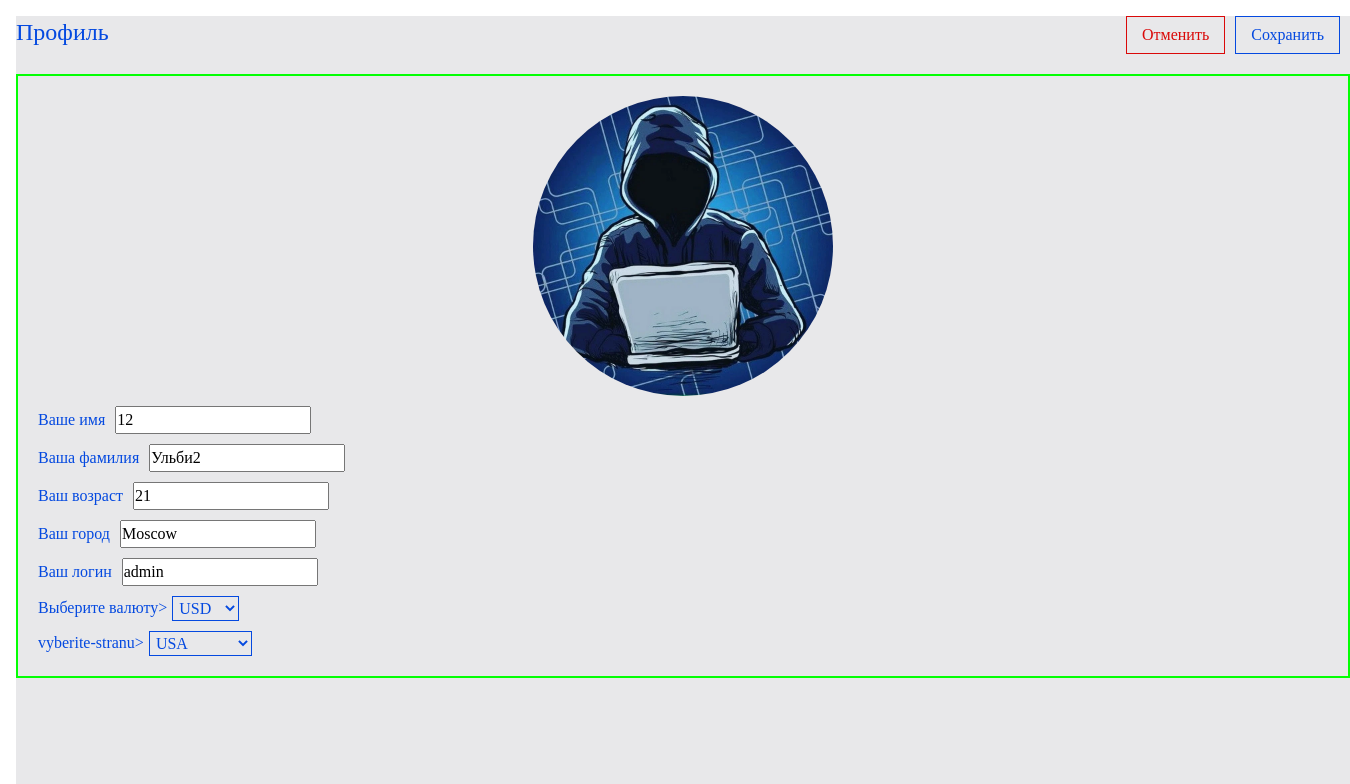 Профиль
Отменить Сохранить
Ваше имя 12
Ваша фамилия Ульби2
Ваш возраст 21
Ваш город Moscow
Ваш логин admin
Выберите валюту> USD
vyberite-stranu> USA